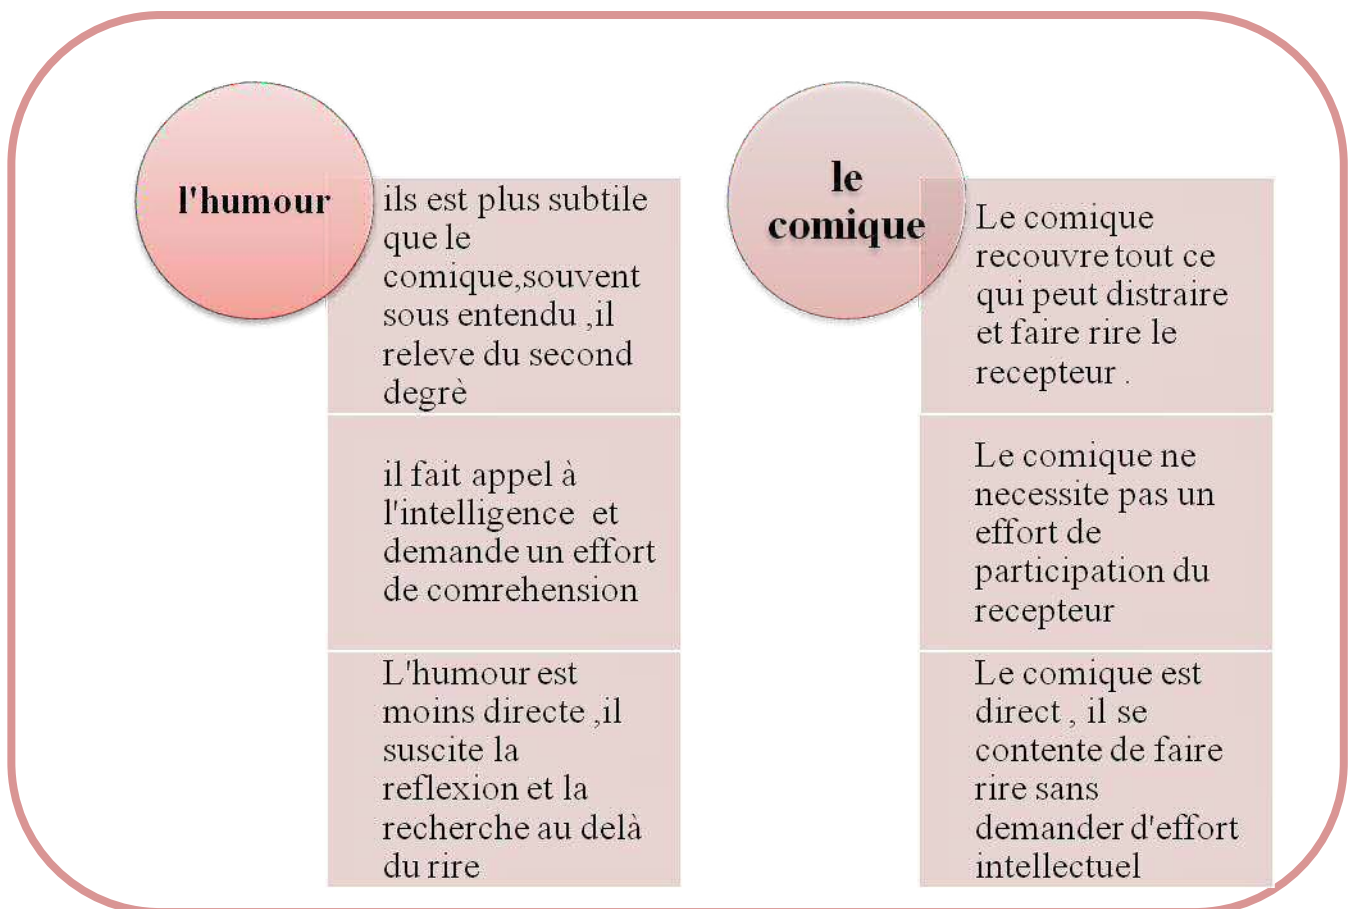 l'humour
ils est plus subtile
que le
comique,souvent
sous entendu ,il
releve du second
degrè
il fait appel à
l'intelligence et
demande un effort
de comrehension
L'humour est
moins directe ,il
suscite la
reflexion et la
recherche au delà
du rire
le
comique
Le comique
recouvre tout ce
qui peut distraire
et faire rire le
recepteur .
Le comique ne
necessite pas un
effort de
participation du
recepteur
Le comique est
direct , il se
contente de faire
rire sans
demander d'effort
intellectuel